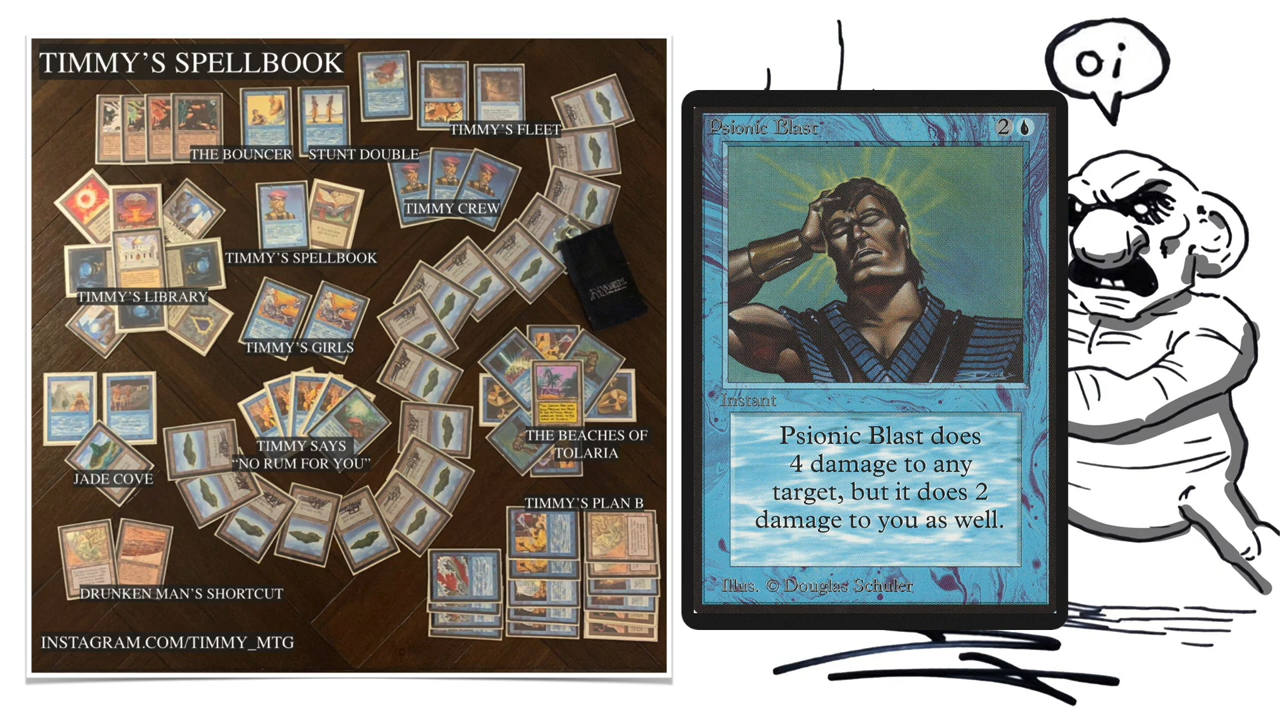 TIMMY'S SPELLBOOK
TIMMY'S FLEET
THE BOUNCER
STUNT DOUBLE
TIMMY CREW
TIMMY'S SPELLBOOK
TIMMY'S LIBRARY
TIMMY'S GIRLS
TIMMY SAYS
"NO RUM FOR YOU"
THE BEACHES OF
TOLARIA
JADE COVE
TIMMY'S PLAN B
DRUNKEN MAN'S SHORTCUT
INSTAGRAM.COM/TIMMY_MTG
Psionic Blast 2
Instant
Psionic Blast does
4 damage to any
target, but it does 2
damage to you as well.
Illus. © Douglas Schuler
oi